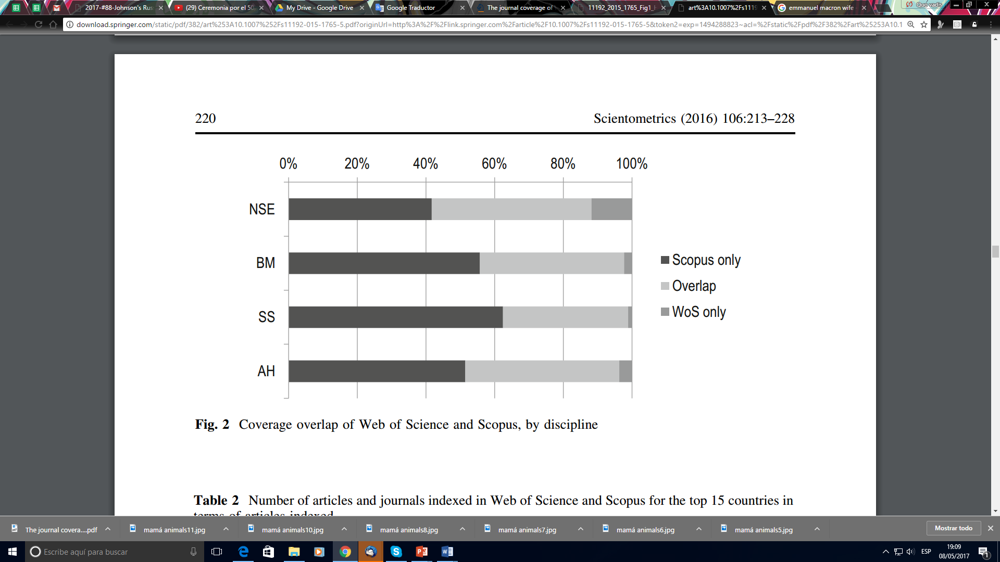 2017-#88-Johnson's Rus
(29) Ceremonia por el 50
My Drive - Google Drive
Google Traductor
The journal coverage of
11192_2015_1765_Fig1_
art%3A10.1007%2Fs1119
emmanuel macron wife -
Quo vadis
download.springer.com/static/pdf/382/art%253A10.1007%252Fs11192-015-1765-5.pdf?originUrl=http%3A%2F%2Flink.springer.com%2Farticle%2F10.1007%2Fs11192-015-1765-5&token2=exp=1494288823~acl=%2Fstatic%2Fpdf%2F382%2Fart%25253A10.1
220
Scientometrics (2016) 106:213–228
0% 20% 40% 60% 80% 100%
NSE
BM
SS
AH
Scopus only
Overlap
WoS only
Fig. 2 Coverage overlap of Web of Science and Scopus, by discipline
Table 2 Number of articles and journals indexed in Web of Science and Scopus for the top 15 countries in
terms of articles indexed
The journal covera....pdf
mamá animals11.jpg
mamá animals10.jpg
mamá animals8.jpg
mamá animals7.jpg
mamá animals6.jpg
mamá animals5.jpg
Mostrar todo
Escribe aquí para buscar
ESP
19:09
08/05/2017
1